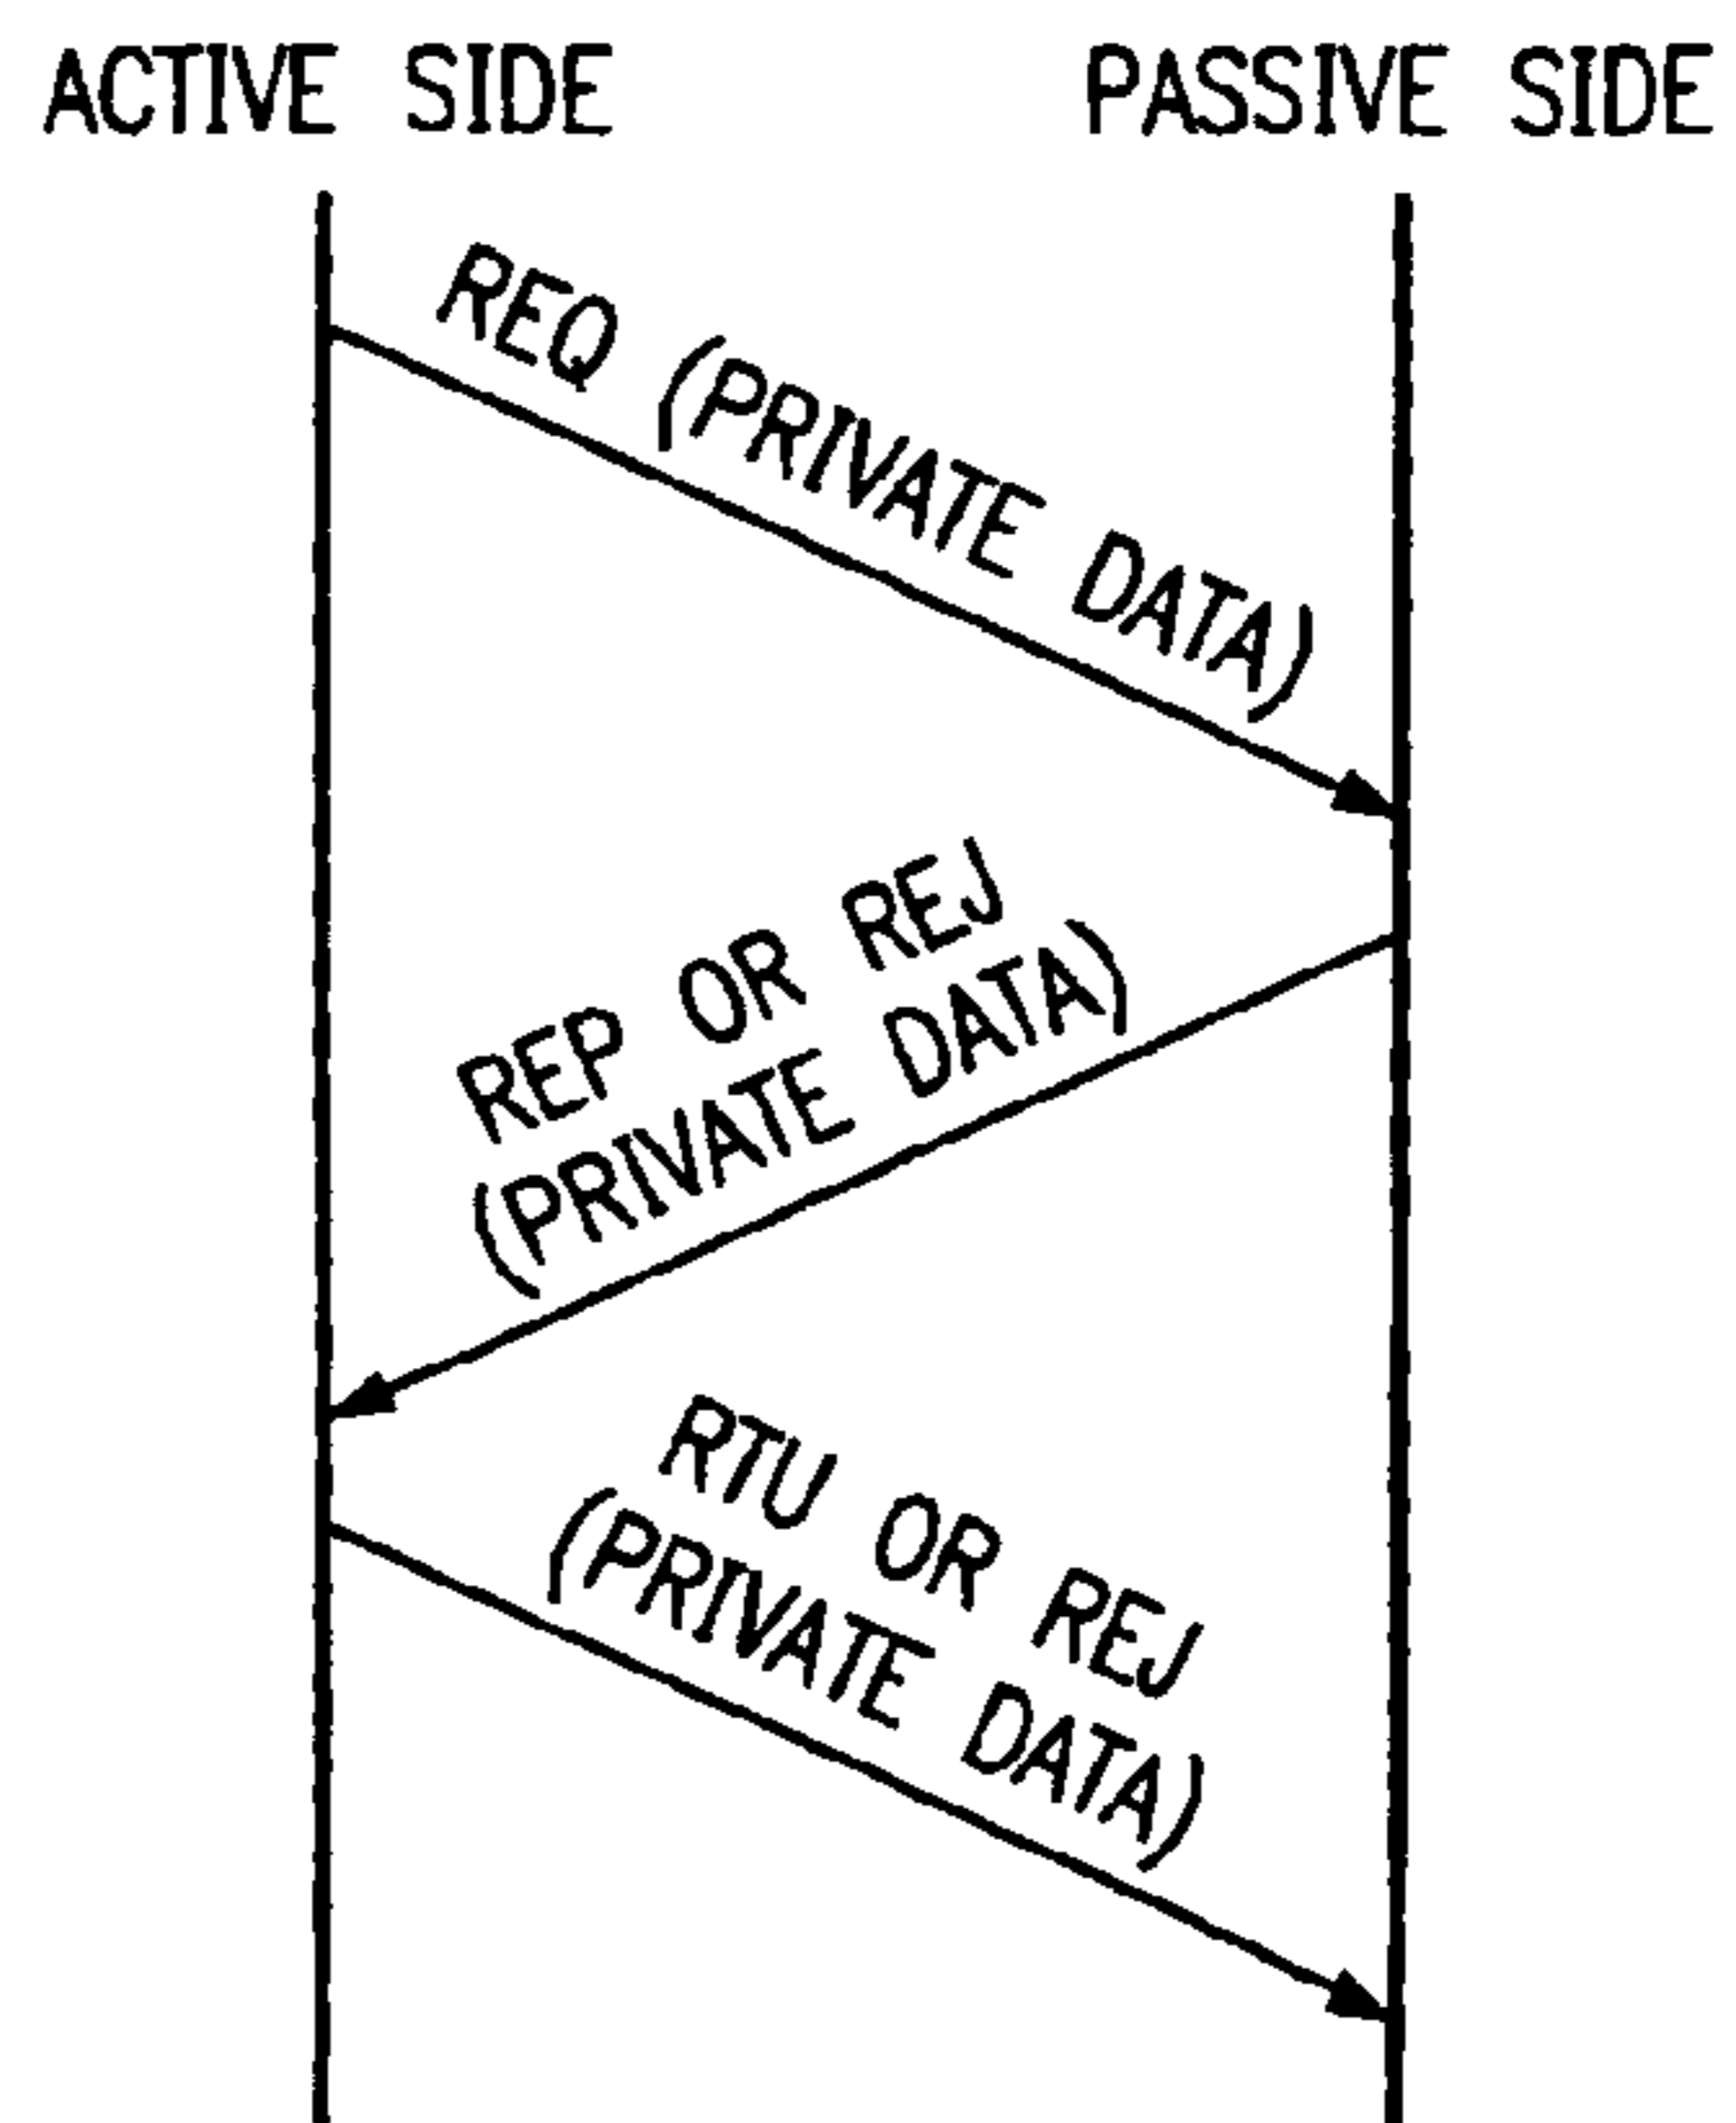 ACTIVE SIDE
PASSIVE SIDE
REQ (PRIVATE DATA)
REP OR REJ
(PRIVATE DATA)
RTU OR REJ
(PRIVATE DATA)